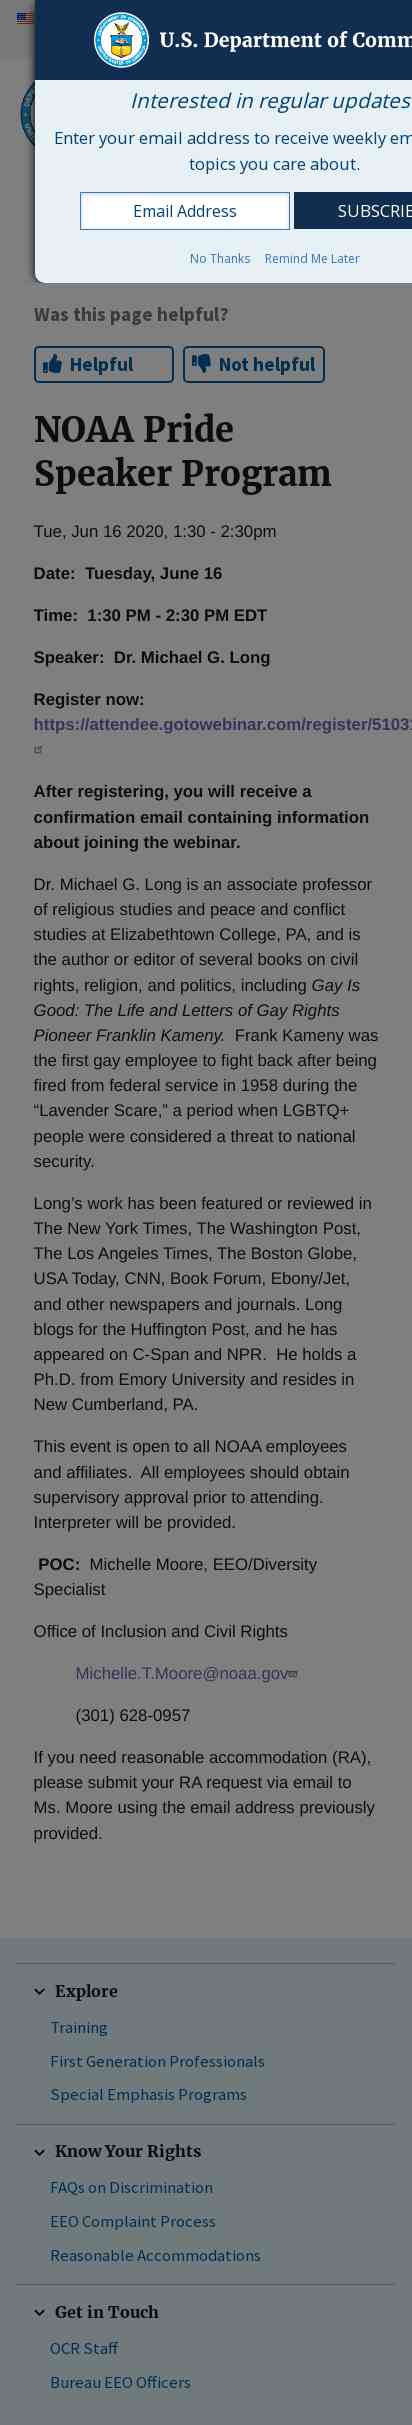 U.S. Department of Comm
Interested in regular updates
Enter your email address to receive weekly em
topics you care about.
Email Address
SUBSCRIE
No Thanks Remind Me Later
Was this page helpful?
Helpful Not helpful
NOAA Pride
Speaker Program
Tue, Jun 16 2020, 1:30 - 2:30pm
Date: Tuesday, June 16
Time: 1:30 PM - 2:30 PM EDT
Speaker: Dr. Michael G. Long
Register now:
https://attendee.gotowebinar.com/register/5103
After registering, you will receive a
confirmation email containing information
about joining the webinar.
Dr. Michael G. Long is an associate professor
of religious studies and peace and conflict
studies at Elizabethtown College, PA, and is
the author or editor of several books on civil
rights, religion, and politics, including Gay Is
Good: The Life and Letters of Gay Rights
Pioneer Franklin Kameny. Frank Kameny was
the first gay employee to fight back after being
fired from federal service in 1958 during the
“Lavender Scare,” a period when LGBTQ+
people were considered a threat to national
security.
Long’s work has been featured or reviewed in
The New York Times, The Washington Post,
The Los Angeles Times, The Boston Globe,
USA Today, CNN, Book Forum, Ebony/Jet,
and other newspapers and journals. Long
blogs for the Huffington Post, and he has
appeared on C-Span and NPR. He holds a
Ph.D. from Emory University and resides in
New Cumberland, PA.
This event is open to all NOAA employees
and affiliates. All employees should obtain
supervisory approval prior to attending.
Interpreter will be provided.
POC: Michelle Moore, EEO/Diversity
Specialist
Office of Inclusion and Civil Rights
Michelle.T.Moore@noaa.gov
(301) 628-0957
If you need reasonable accommodation (RA),
please submit your RA request via email to
Ms. Moore using the email address previously
provided.
Explore
Training
First Generation Professionals
Special Emphasis Programs
Know Your Rights
FAQs on Discrimination
EEO Complaint Process
Reasonable Accommodations
Get in Touch
OCR Staff
Bureau EEO Officers